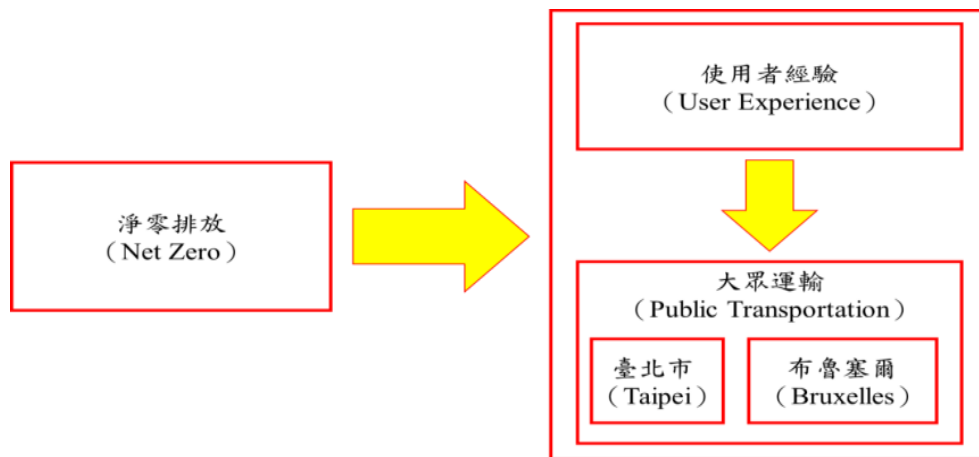 淨零排放
（Net Zero）
使用者經驗
（User Experience）
大眾運輸
（Public Transportation）
臺北市
（Taipei）
布魯塞爾
（Bruxelles）